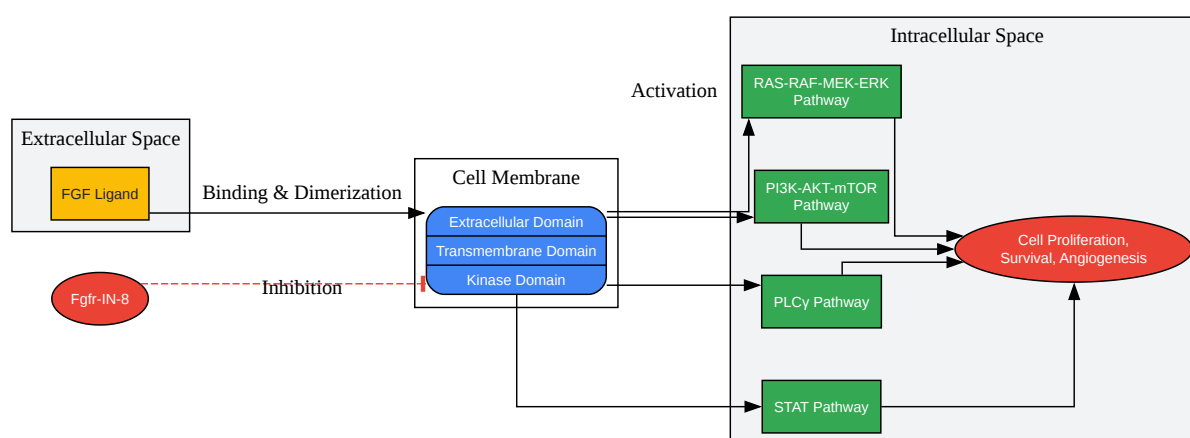 Intracellular Space
RAS-RAF-MEK-ERK
Pathway
Activation
Extracellular Space
FGF Ligand
Binding & Dimerization
Cell Membrane
Extracellular Domain
Transmembrane Domain
Kinase Domain
PI3K-AKT-mTOR
Pathway
Cell Proliferation,
Survival, Angiogenesis
Fgfr-IN-8
Inhibition
PLCγ Pathway
STAT Pathway